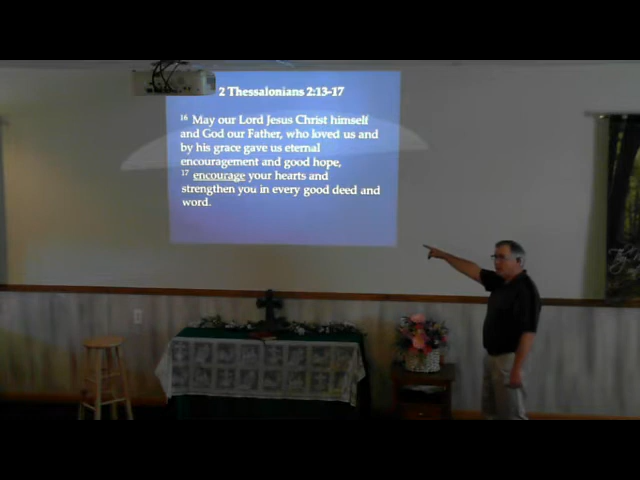 2 Thessalonians 2:13-17
16 May our Lord Jesus Christ himself
and God our Father, who loved us and
by his grace gave us eternal
encouragement and good hope,
17 encourage your hearts and
strengthen you in every good deed and
word.